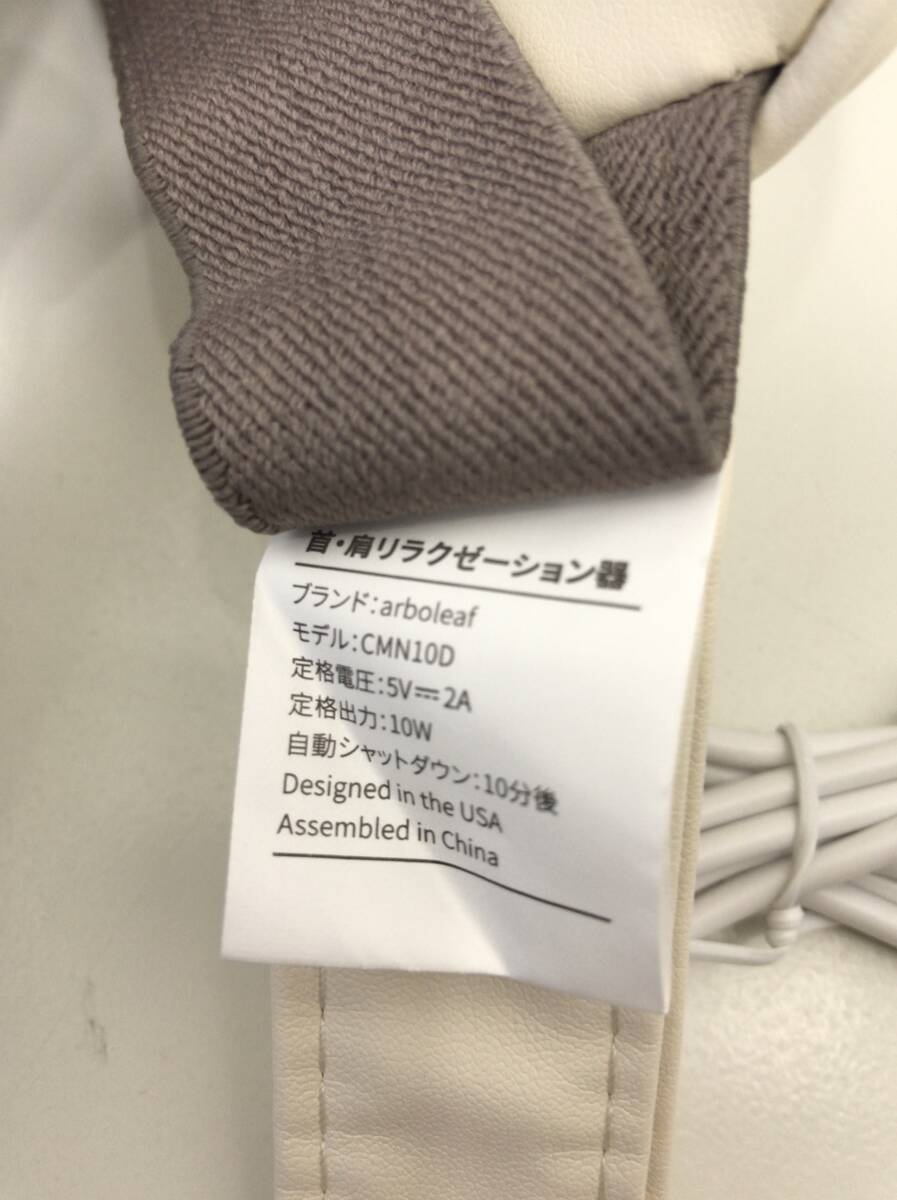 首・肩リラクゼーション器
ブランド：arboleaf
モデル：CMN10D
定格電圧：5V⎓2A
定格出力：10W
自動シャットダウン：10分後
Designed in the USA
Assembled in China